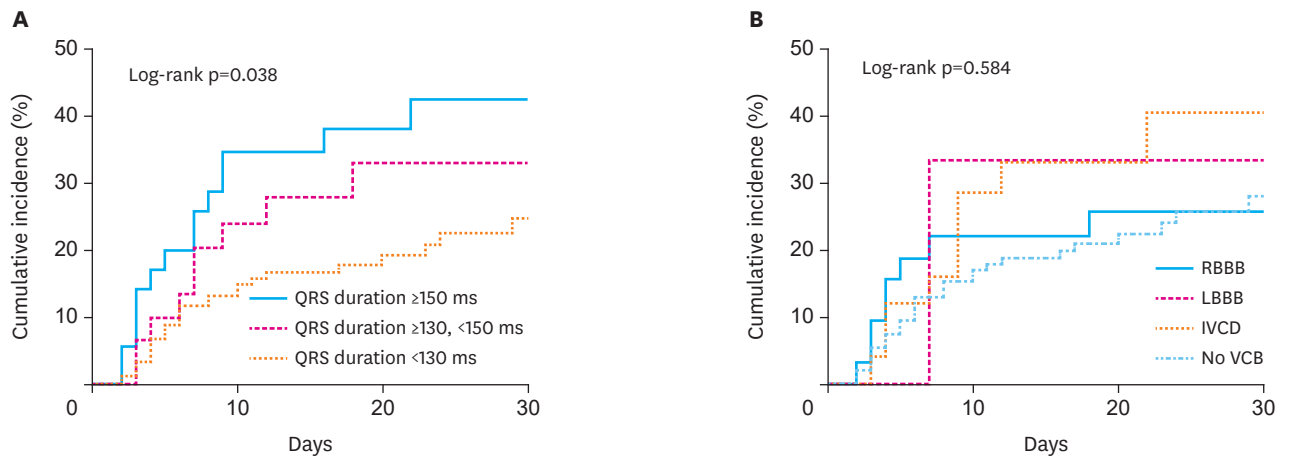 A
Log-rank p=0.038
Cumulative incidence (%)
50
40
30
20
10
0
10
20
30
Days
QRS duration ≥150 ms
QRS duration ≥130, <150 ms
QRS duration <130 ms
B
Log-rank p=0.584
Cumulative incidence (%)
50
40
30
20
10
0
10
20
30
Days
RBBB
LBBB
IVCD
No VCB